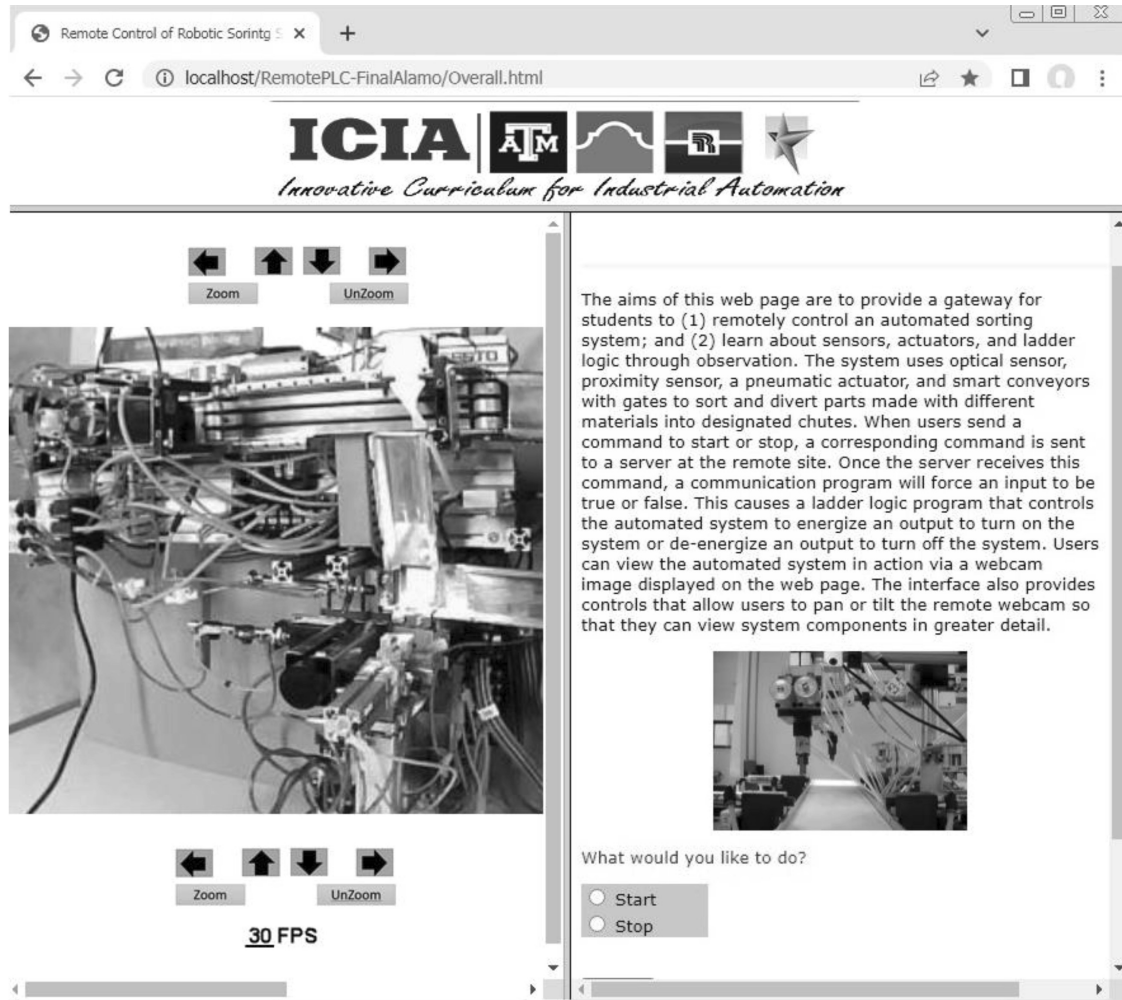 Remote Control of Robotic Sorintg S
localhost/RemotePLC-FinalAlamo/Overall.html
ICIA
Innovative Curriculum for Industrial Automation
Zoom UnZoom
The aims of this web page are to provide a gateway for
students to (1) remotely control an automated sorting
system; and (2) learn about sensors, actuators, and ladder
logic through observation. The system uses optical sensor,
proximity sensor, a pneumatic actuator, and smart conveyors
with gates to sort and divert parts made with different
materials into designated chutes. When users send a
command to start or stop, a corresponding command is sent
to a server at the remote site. Once the server receives this
command, a communication program will force an input to be
true or false. This causes a ladder logic program that controls
the automated system to energize an output to turn on the
system or de-energize an output to turn off the system. Users
can view the automated system in action via a webcam
image displayed on the web page. The interface also provides
controls that allow users to pan or tilt the remote webcam so
that they can view system components in greater detail.
What would you like to do?
Start
Stop
Zoom UnZoom
30 FPS